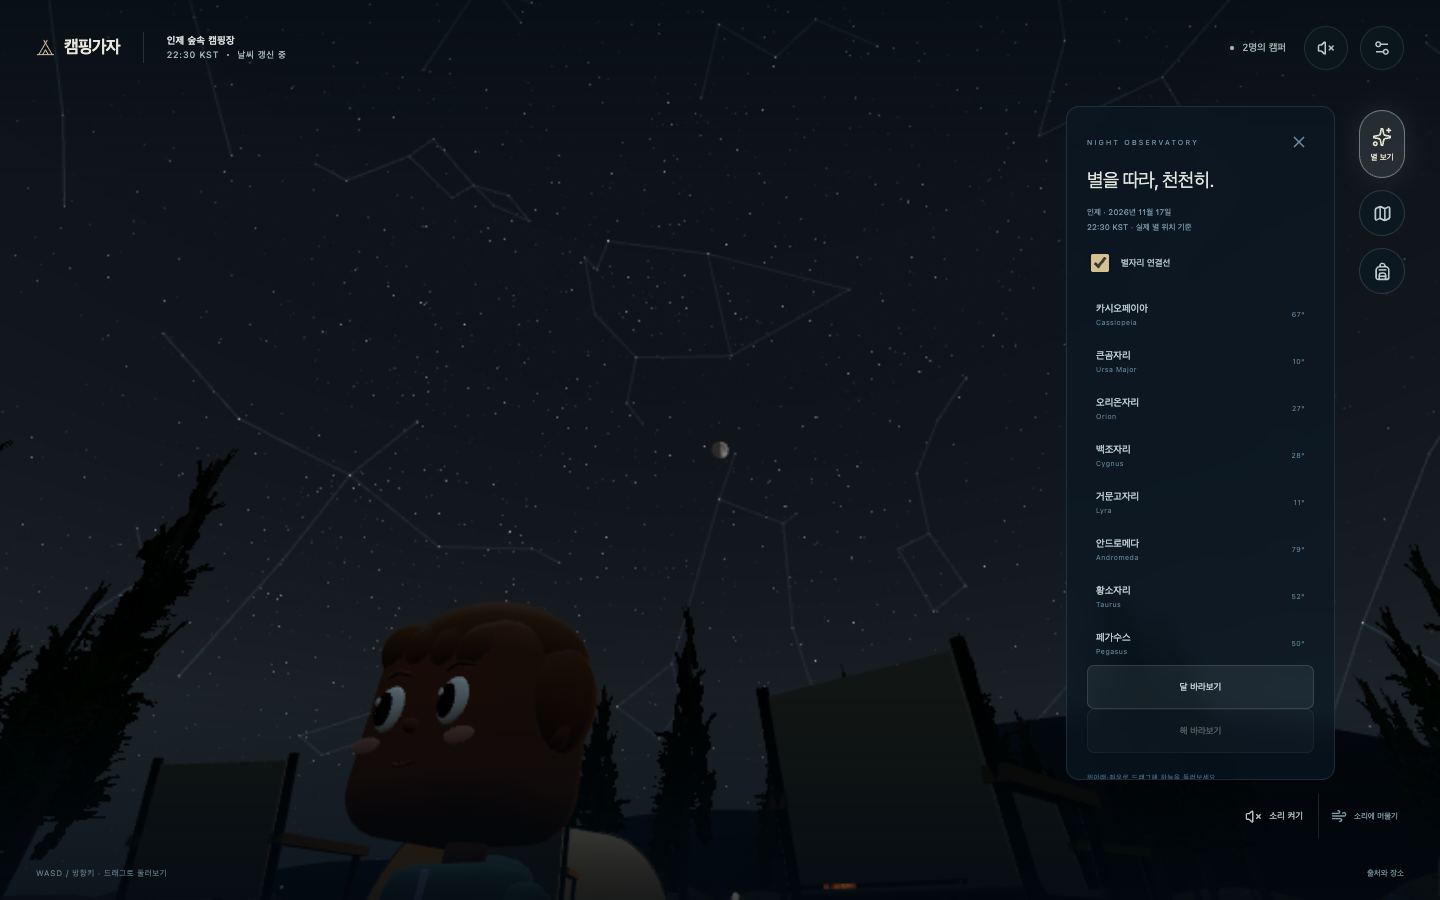 캠핑가자
인제 숲속 캠핑장
22:30 KST · 날씨 갱신 중
2명의 캠퍼
별 보기
NIGHT OBSERVATORY
별을 따라, 천천히.
인제 · 2026년 11월 17일
22:30 KST · 실제 별 위치 기준
별자리 연결선
카시오페이아
Cassiopeia
67°
큰곰자리
Ursa Major
10°
오리온자리
Orion
27°
백조자리
Cygnus
28°
거문고자리
Lyra
11°
안드로메다
Andromeda
79°
황소자리
Taurus
52°
페가수스
Pegasus
50°
달 바라보기
해 바라보기
소리 켜기
소리에 머물기
WASD / 방향키 · 드래그로 둘러보기
출처와 장소